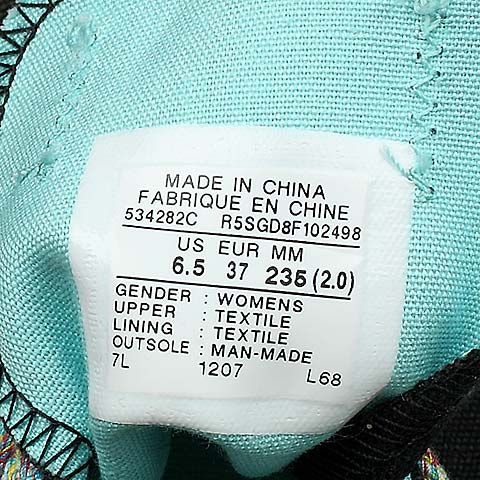 MADE IN CHINA
FABRIQUE EN CHINE
534282C R5SGD8F102498
US EUR MM
6.5 37 235 (2.0)
GENDER : WOMENS
UPPER : TEXTILE
LINING : TEXTILE
OUTSOLE : MAN-MADE
7L 1207 L68